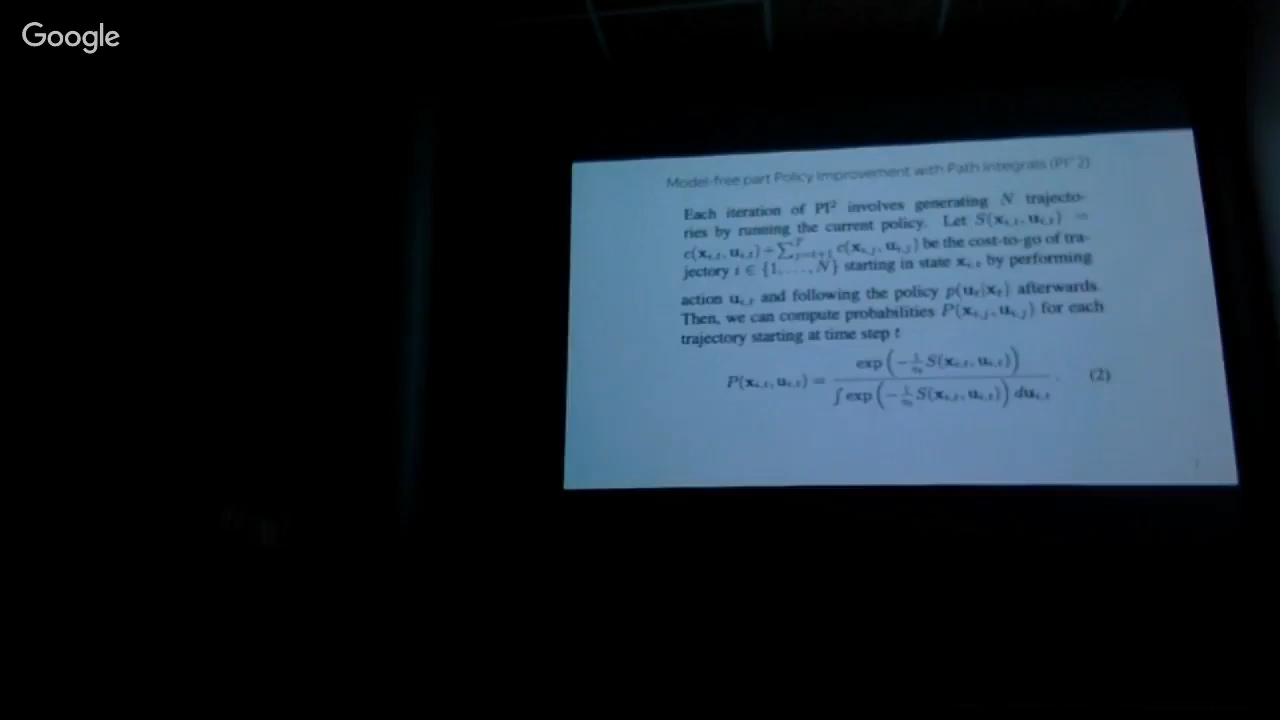 Google
Model-free part Policy Improvement with Path Integrals (PI^2)
Each iteration of PI² involves generating N trajecto-
ries by running the current policy. Let S(x_{i,t}, u_{i,t}) =
c(x_{i,t}, u_{i,t}) + ∑_{j=t+1}^{T} c(x_{i,j}, u_{i,j}) be the cost-to-go of tra-
jectory i ∈ {1, . . . , N} starting in state x_{i,t} by performing
action u_{i,t} and following the policy p(u_t|x_t) afterwards.
Then, we can compute probabilities P(x_{i,j}, u_{i,j}) for each
trajectory starting at time step t
P(x_{i,t}, u_{i,t}) = exp(−1/η_t S(x_{i,t}, u_{i,t})) / ∫ exp(−1/η_t S(x_{i,t}, u_{i,t})) du_{i,t} . (2)